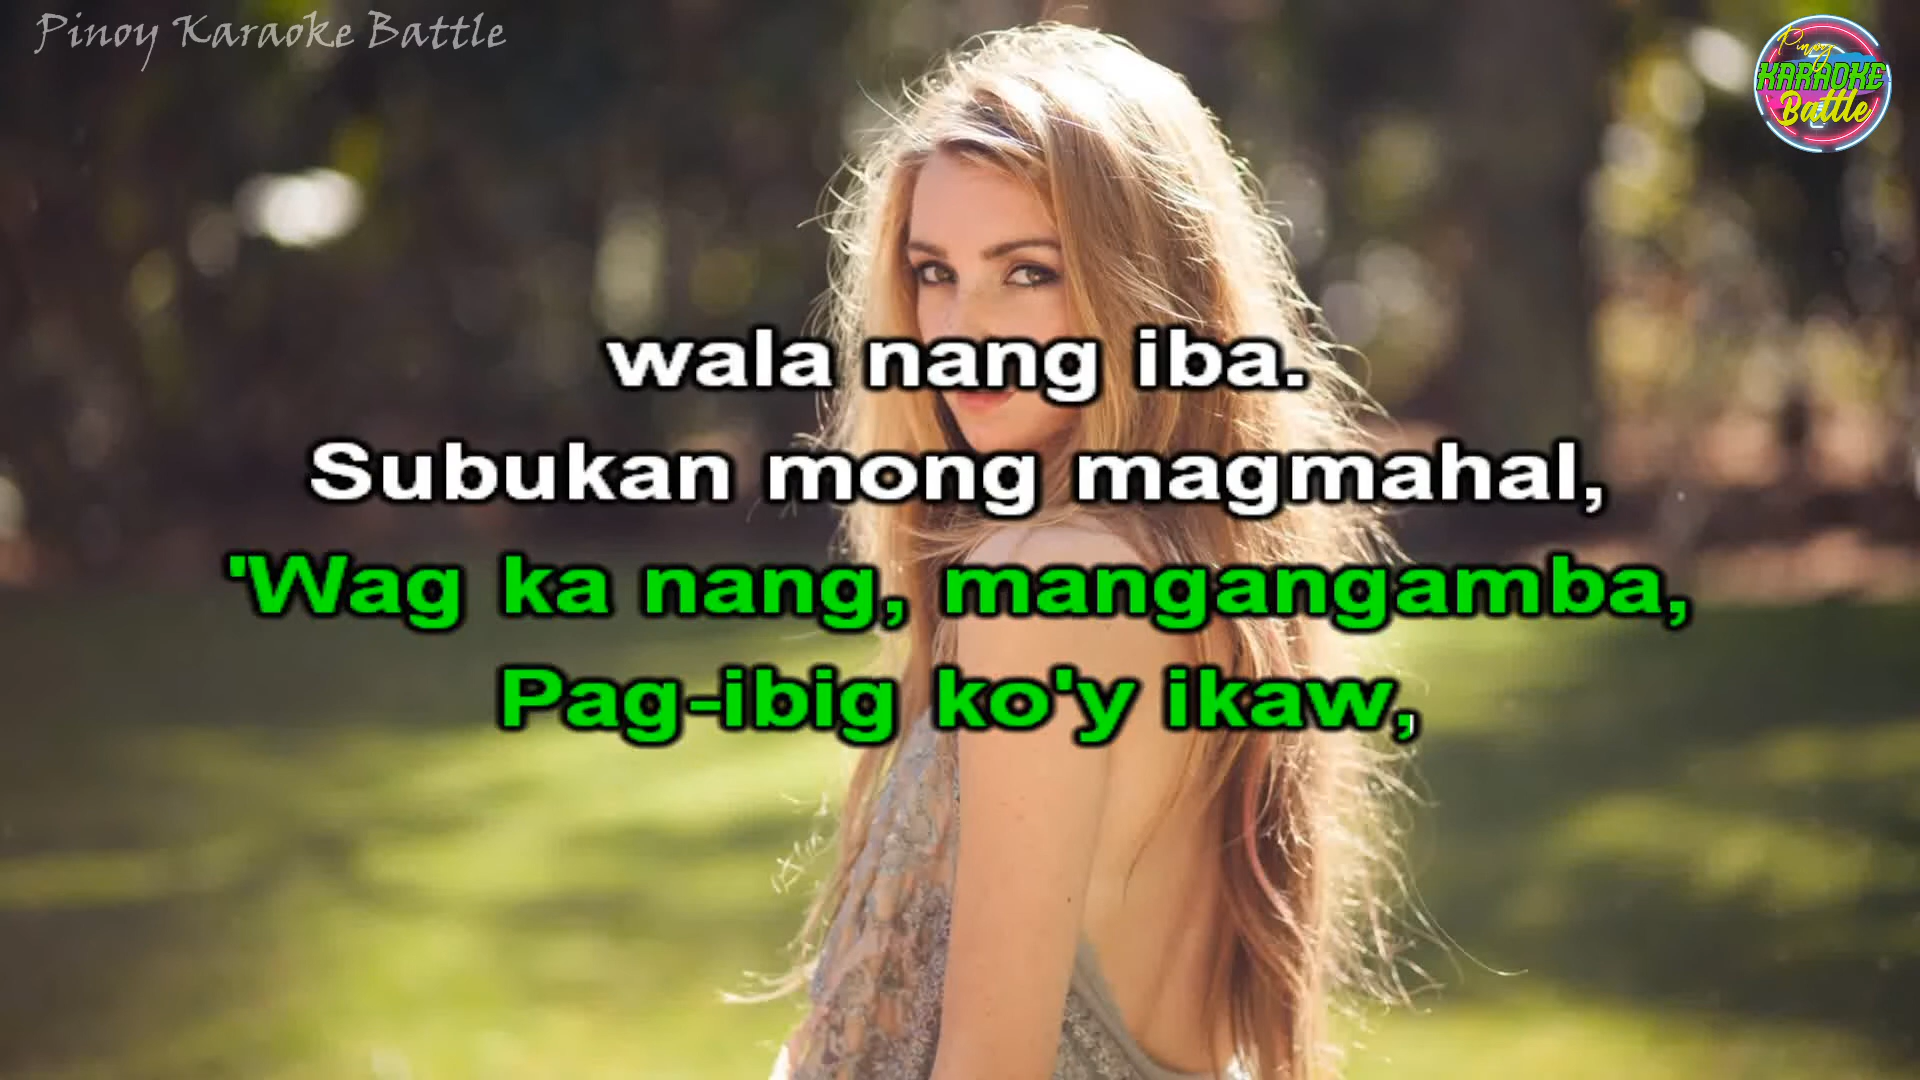 Pinoy Karaoke Battle
Pinoy
KARAOKE
Battle
wala nang iba.
Subukan mong magmahal,
'Wag ka nang, mangangamba,
Pag-ibig ko'y ikaw,